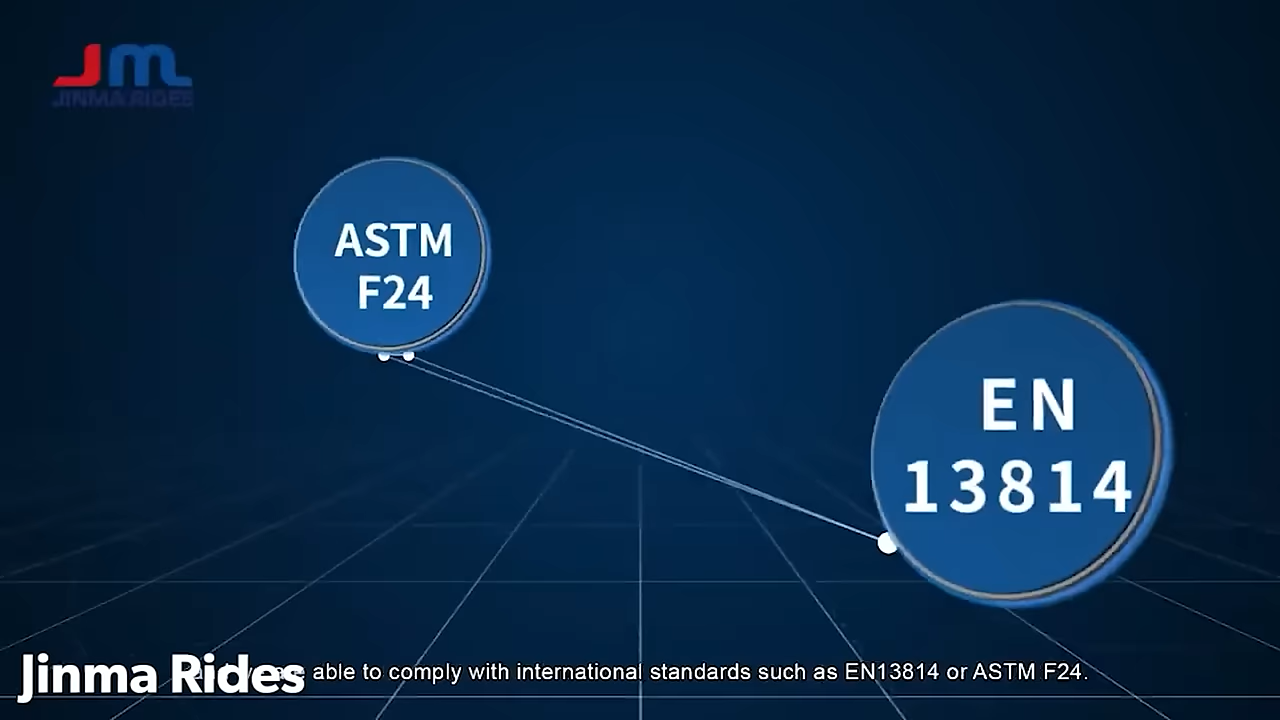 JM
JINMA RIDES
ASTM
F24
EN
13814
Jinma Rides
able to comply with international standards such as EN13814 or ASTM F24.